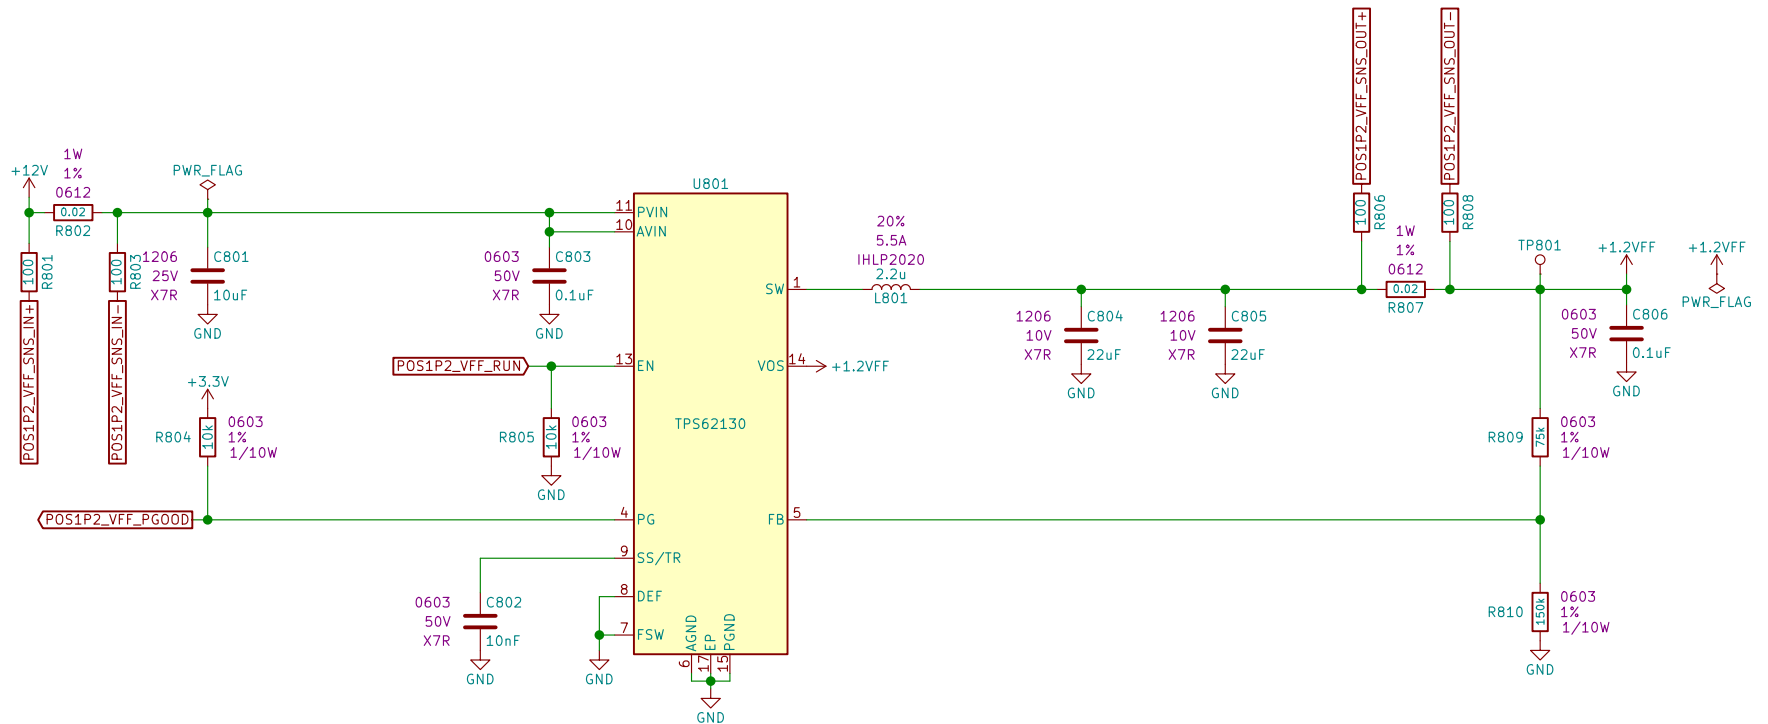 +12V
1W
1%
0612
0.02
R802
100
R801
POS1P2_VFF_SNS_IN+
100
R803
POS1P2_VFF_SNS_IN-
PWR_FLAG
1206
25V
X7R
C801
10uF
GND
0603
50V
X7R
C803
0.1uF
GND
POS1P2_VFF_RUN
R805
10k
0603
1%
1/10W
GND
+3.3V
R804
10k
0603
1%
1/10W
POS1P2_VFF_PGOOD
0603
50V
X7R
C802
10nF
GND
GND
U801
TPS62130
11 PVIN
10 AVIN
13 EN
4 PG
9 SS/TR
8 DEF
7 FSW
6 AGND
17 EP
15 PGND
GND
SW 1
VOS 14
+1.2VFF
FB 5
20%
5.5A
IHLP2020
2.2u
L801
1206
10V
X7R
C804
22uF
GND
1206
10V
X7R
C805
22uF
GND
POS1P2_VFF_SNS_OUT+
100
R806
POS1P2_VFF_SNS_OUT-
100
R808
1W
1%
0612
0.02
R807
TP801
+1.2VFF
0603
50V
X7R
C806
0.1uF
GND
+1.2VFF
PWR_FLAG
R809
75k
0603
1%
1/10W
R810
150k
0603
1%
1/10W
GND